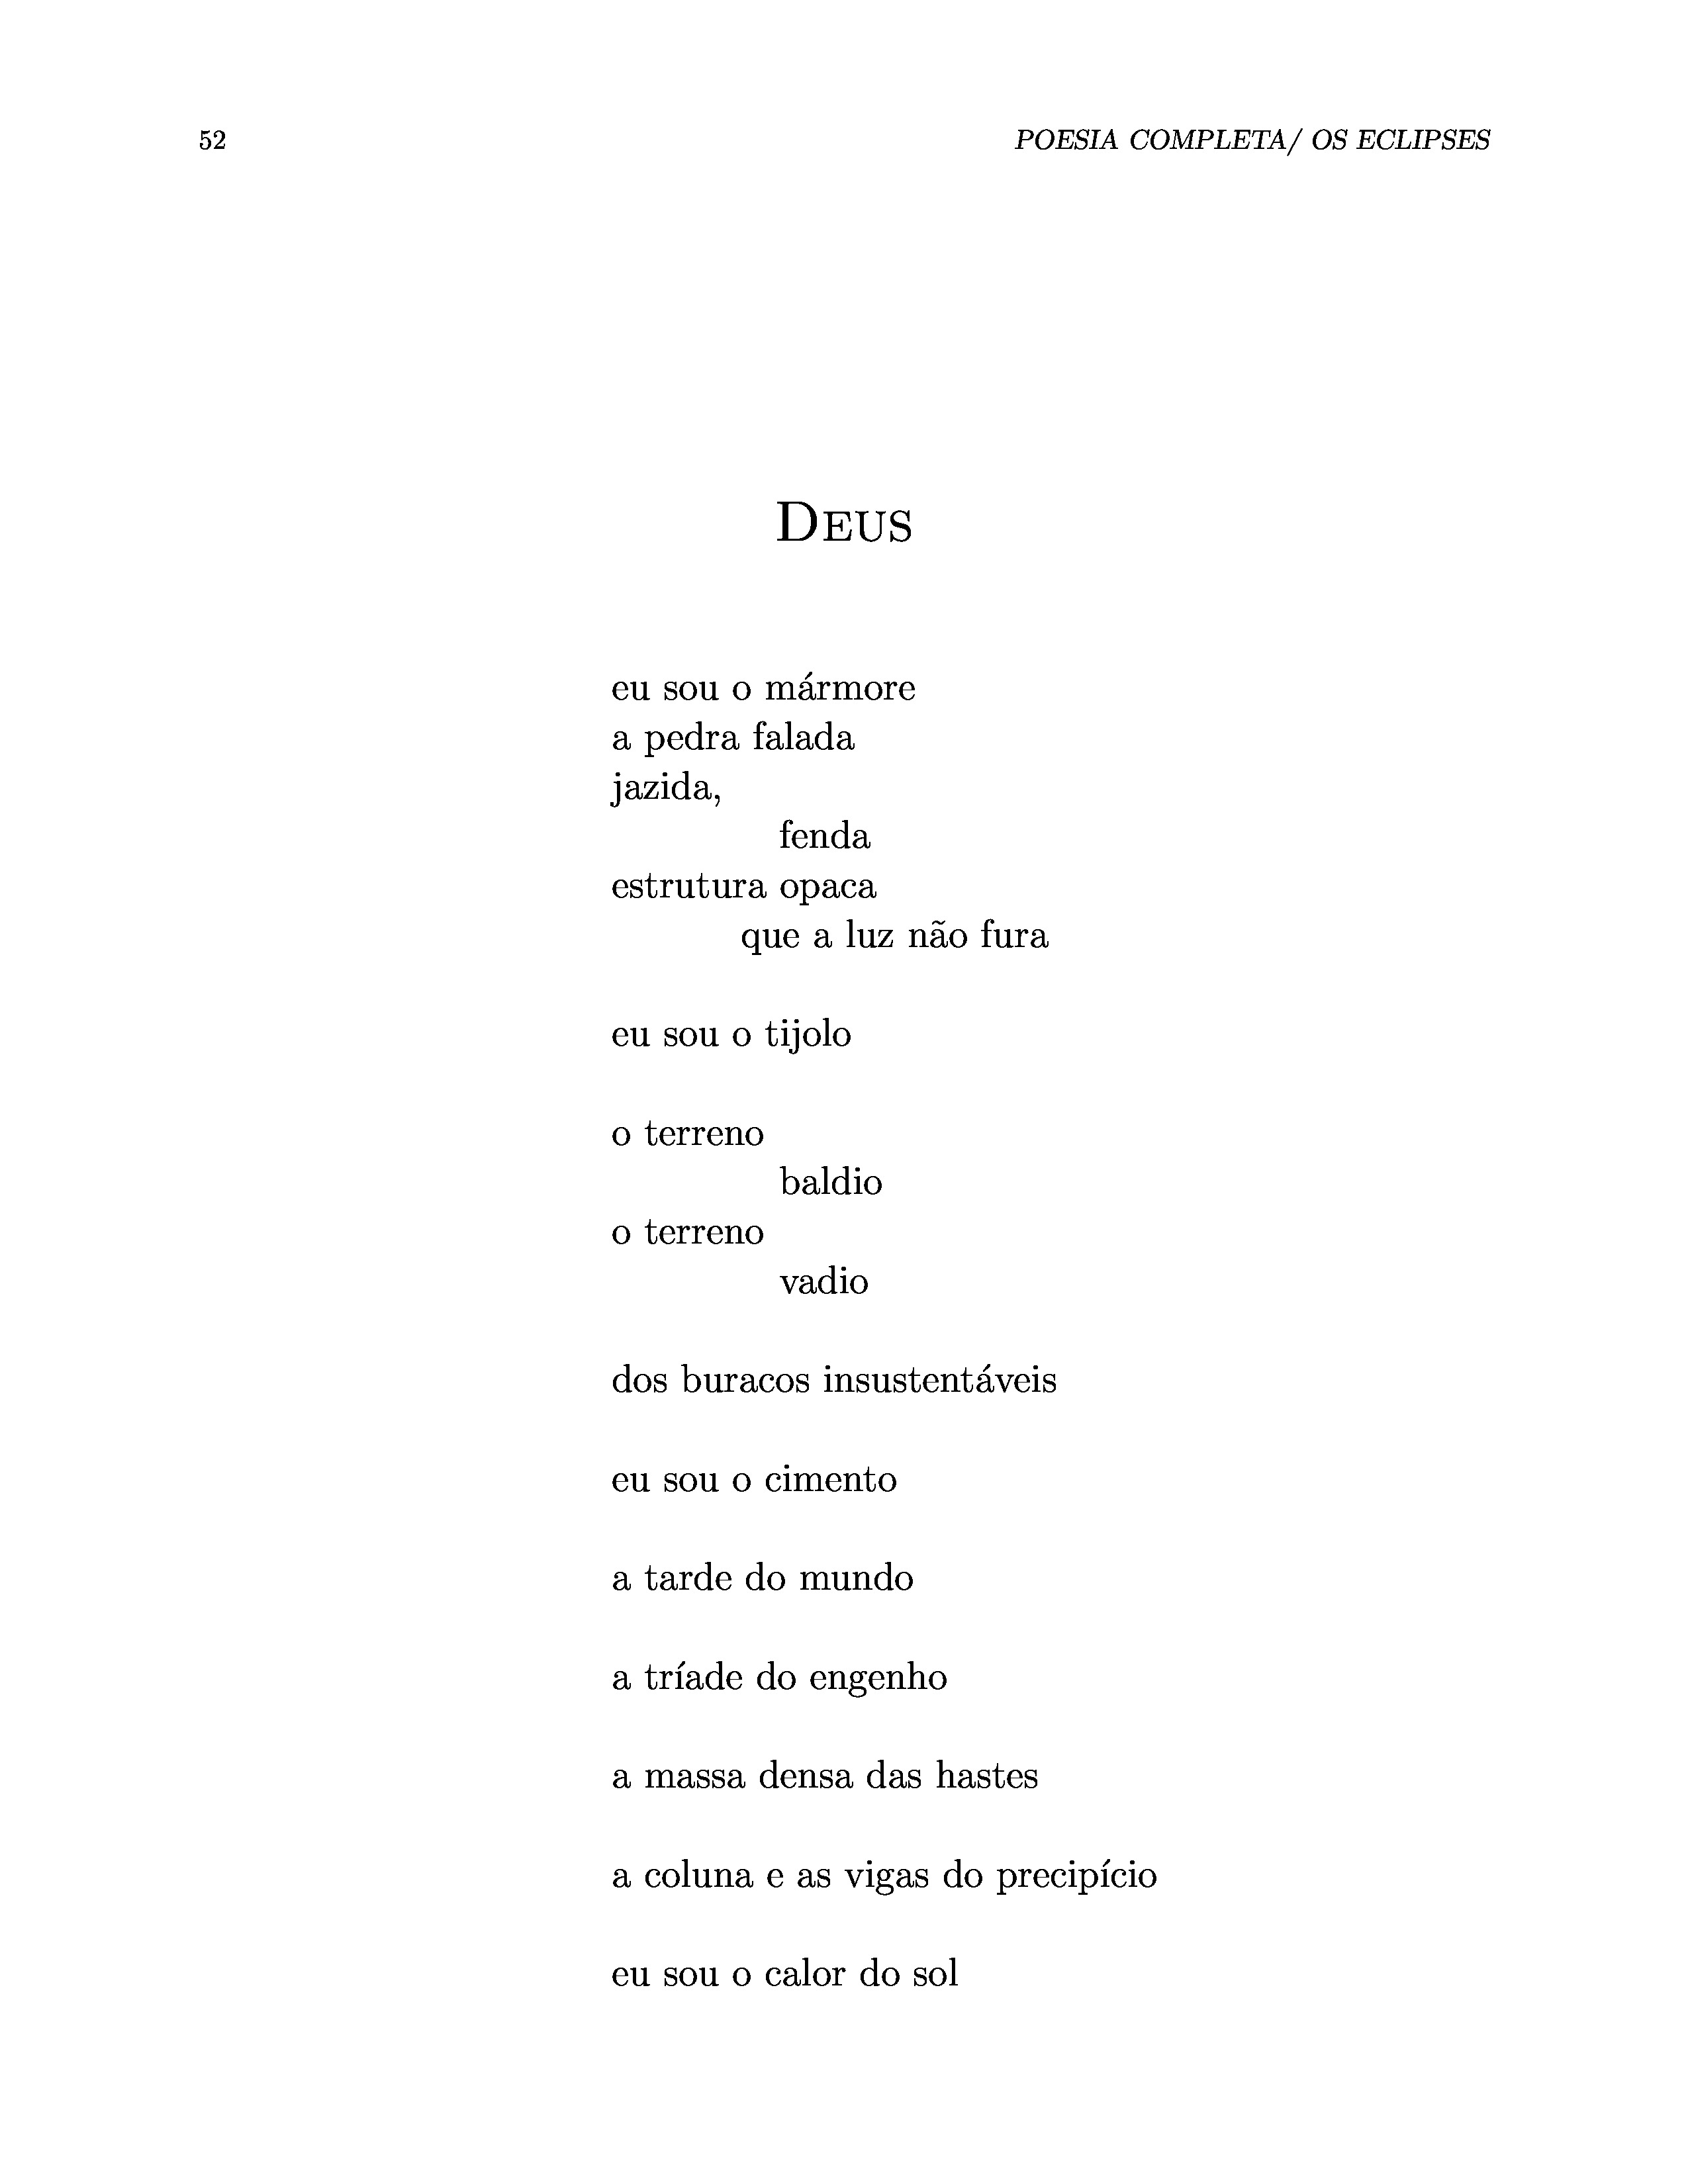 52
POESIA COMPLETA/ OS ECLIPSES
DEUS
eu sou o mármore
a pedra falada
jazida,
fenda
estrutura opaca
que a luz não fura
eu sou o tijolo
o terreno
baldio
o terreno
vadio
dos buracos insustentáveis
eu sou o cimento
a tarde do mundo
a tríade do engenho
a massa densa das hastes
a coluna e as vigas do precipício
eu sou o calor do sol